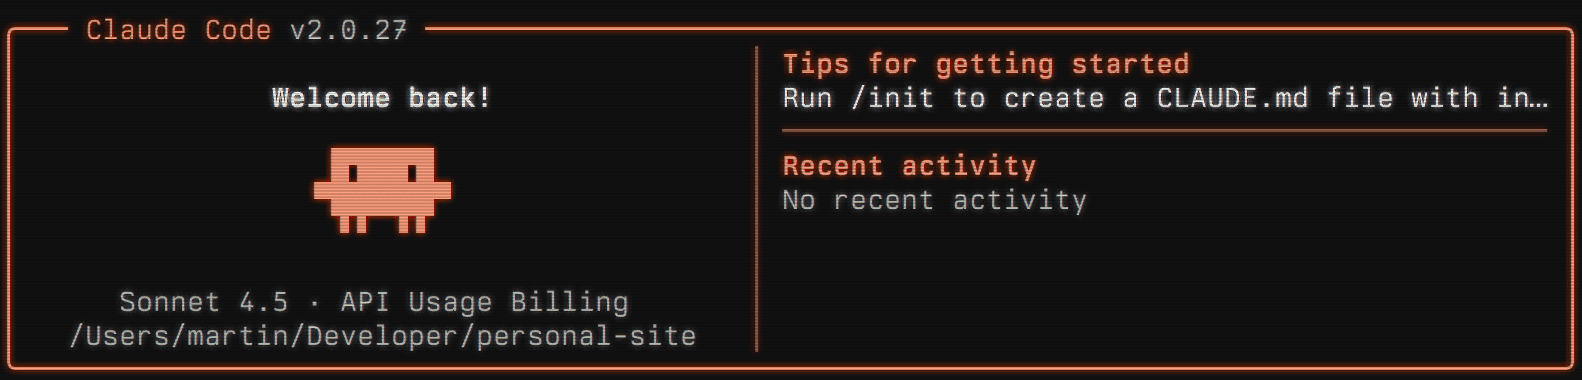 Claude Code v2.0.27
Welcome back!
Sonnet 4.5 · API Usage Billing
/Users/martin/Developer/personal-site
Tips for getting started
Run /init to create a CLAUDE.md file with in…
Recent activity
No recent activity